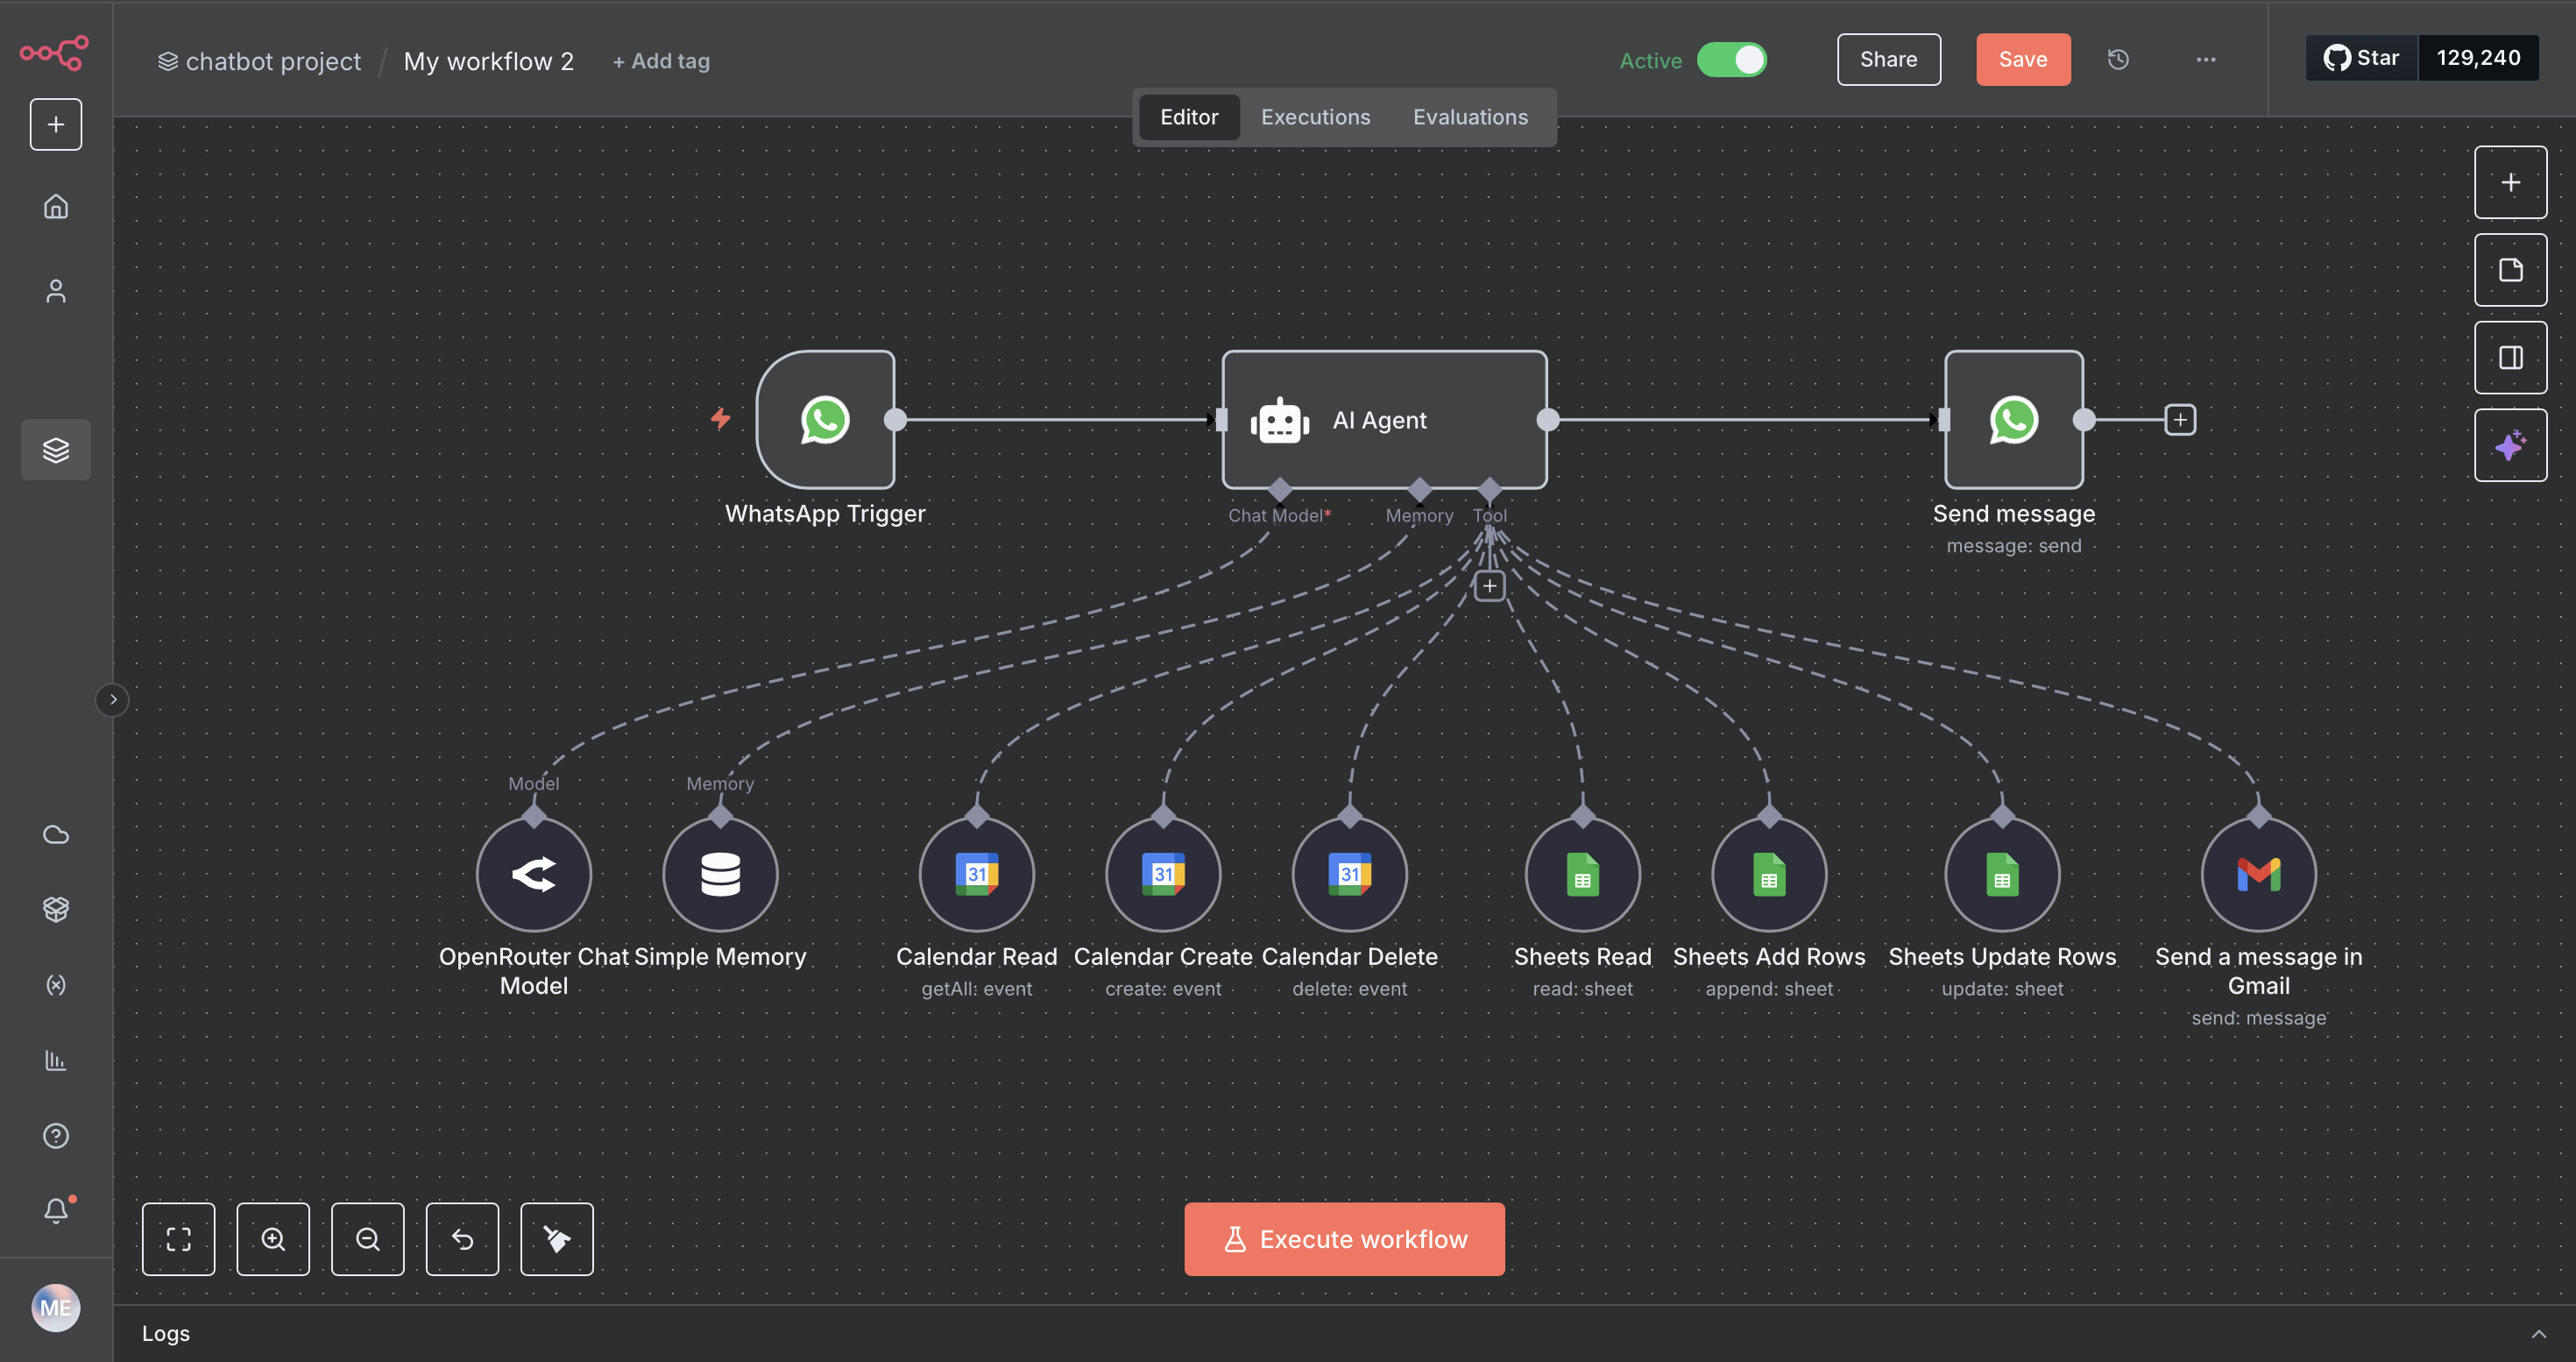 chatbot project / My workflow 2 + Add tag
Active
Share
Save
Star 129,240
Editor Executions Evaluations
AI Agent
WhatsApp Trigger
Chat Model* Memory Tool
Send message
message: send
Model Memory
31 31 31
OpenRouter Chat Model
Simple Memory
Calendar Read
getAll: event
Calendar Create
create: event
Calendar Delete
delete: event
Sheets Read
read: sheet
Sheets Add Rows
append: sheet
Sheets Update Rows
update: sheet
Send a message in
Gmail
send: message
Execute workflow
ME
Logs